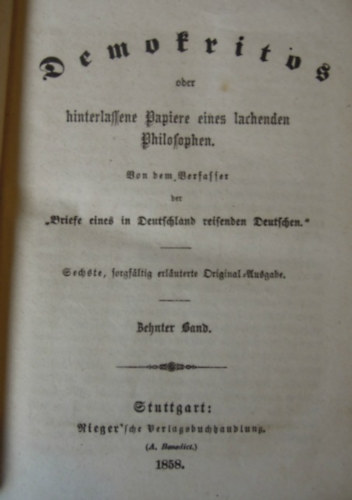 Demokritos
oder
hinterlassene Papiere eines lachenden
Philosophen.
Von dem Verfasser
der
„Briefe eines in Deutschland reisenden Deutschen.“
Sechste, sorgfältig erläuterte Original-Ausgabe.
Zehnter Band.
Stuttgart:
Rieger'sche Verlagsbuchhandlung.
(A. Benedict.)
1858.